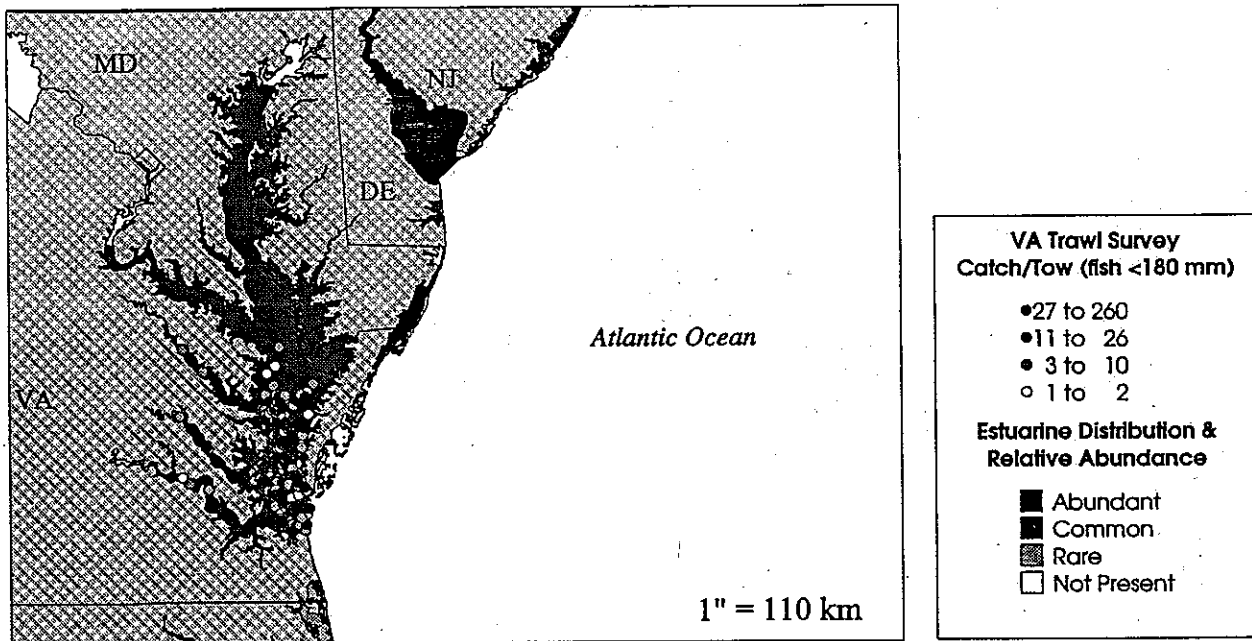 MD
NJ
DE
VA
Atlantic Ocean
1" = 110 km
VA Trawl Survey
Catch/Tow (fish <180 mm)
27 to 260
11 to 26
3 to 10
1 to 2
Estuarine Distribution &
Relative Abundance
Abundant
Common
Rare
Not Present